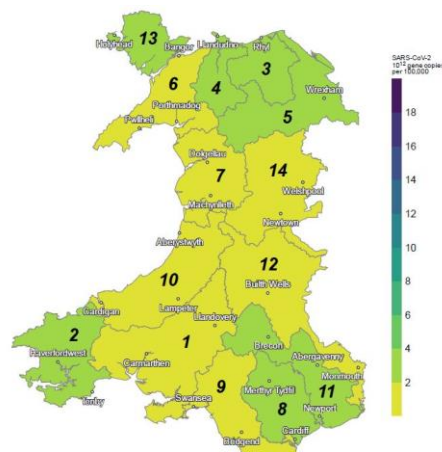 13
Holyhead
Bangor
Llandudno
Rhyl
6
4
3
Wrexham
Porthmadog
5
Pwllheli
Dolgellau
7
14
Welshpool
Machynlleth
Newtown
Aberystwyth
12
10
Builth Wells
Cardigan
Lampeter
2
Llandovery
Haverfordwest
1
Brecon
Carmarthen
Abergavenny
Monmouth
Tenby
9
Merthyr Tydfil
11
Swansea
8
Newport
Cardiff
Bridgend
SARS-CoV-2
10¹² gene copies
per 100,000
18
16
14
12
10
8
6
4
2